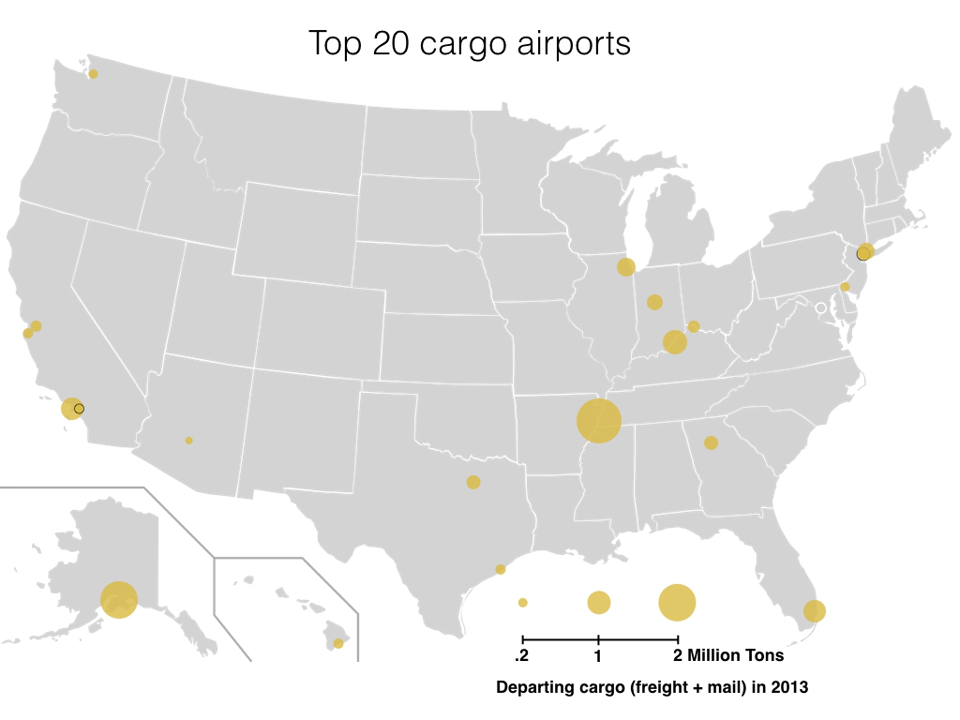 Top 20 cargo airports
.2 1 2 Million Tons
Departing cargo (freight + mail) in 2013